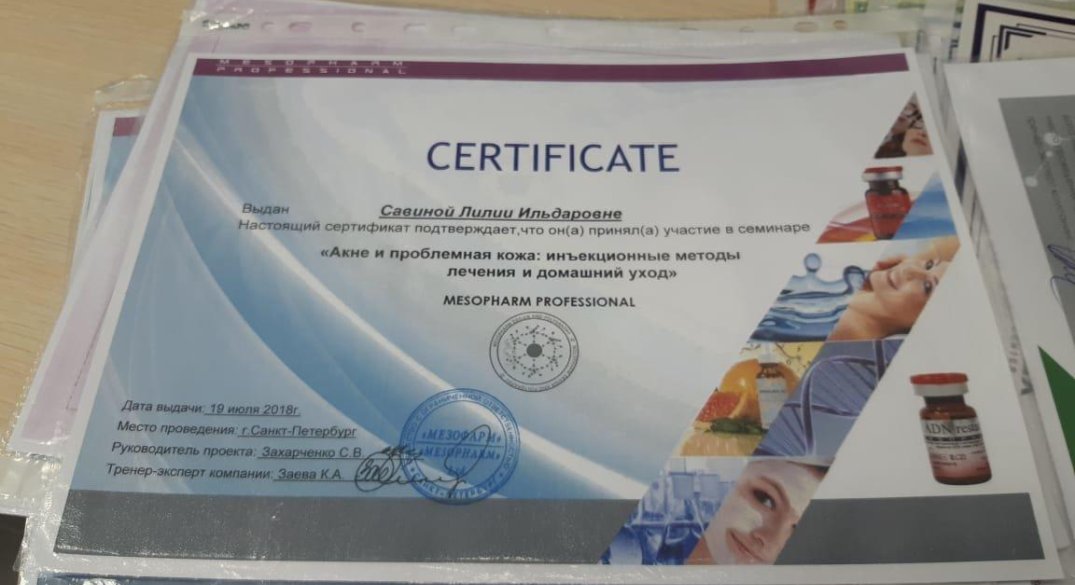 MESOPHARM
PROFESSIONAL
CERTIFICATE
Выдан Савиной Лилии Ильдаровне
Настоящий сертификат подтверждает,что он(а) принял(а) участие в семинаре
«Акне и проблемная кожа: инъекционные методы
лечения и домашний уход»
MESOPHARM PROFESSIONAL
Дата выдачи: 19 июля 2018г.
Место проведения: г.Санкт-Петербург
Руководитель проекта: Захарченко С.В.
Тренер-эксперт компании: Заева К.А.
«МЕЗОФАРМ»
«MESOPHARM»
ADN